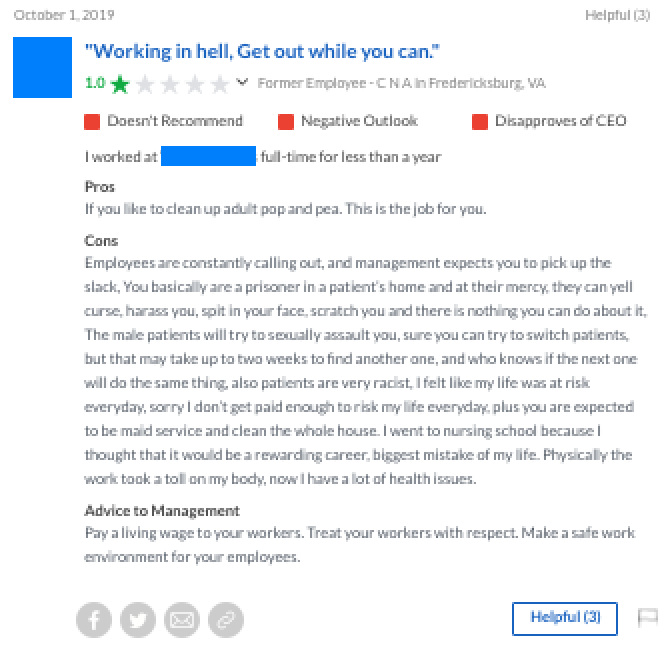 October 1, 2019 Helpful (3)
"Working in hell, Get out while you can."
1.0 Former Employee - C N A in Fredericksburg, VA
Doesn't Recommend Negative Outlook Disapproves of CEO
I worked at full-time for less than a year
Pros
If you like to clean up adult pop and pea. This is the job for you.
Cons
Employees are constantly calling out, and management expects you to pick up the
slack, You basically are a prisoner in a patient's home and at their mercy, they can yell
curse, harass you, spit in your face, scratch you and there is nothing you can do about it,
The male patients will try to sexually assault you, sure you can try to switch patients,
but that may take up to two weeks to find another one, and who knows if the next one
will do the same thing, also patients are very racist, I felt like my life was at risk
everyday, sorry I don't get paid enough to risk my life everyday, plus you are expected
to be maid service and clean the whole house. I went to nursing school because I
thought that it would be a rewarding career, biggest mistake of my life. Physically the
work took a toll on my body, now I have a lot of health issues.
Advice to Management
Pay a living wage to your workers. Treat your workers with respect. Make a safe work
environment for your employees.
Helpful (3)